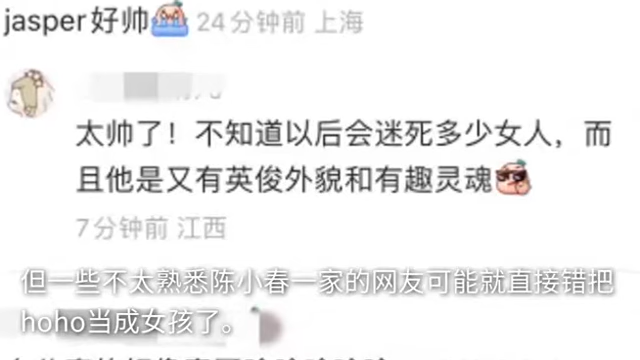 jasper好帅 24分钟前 上海
太帅了！不知道以后会迷死多少女人，而
且他是又有英俊外貌和有趣灵魂
7分钟前 江西
但一些不太熟悉陈小春一家的网友可能就直接错把
hoho当成女孩了。